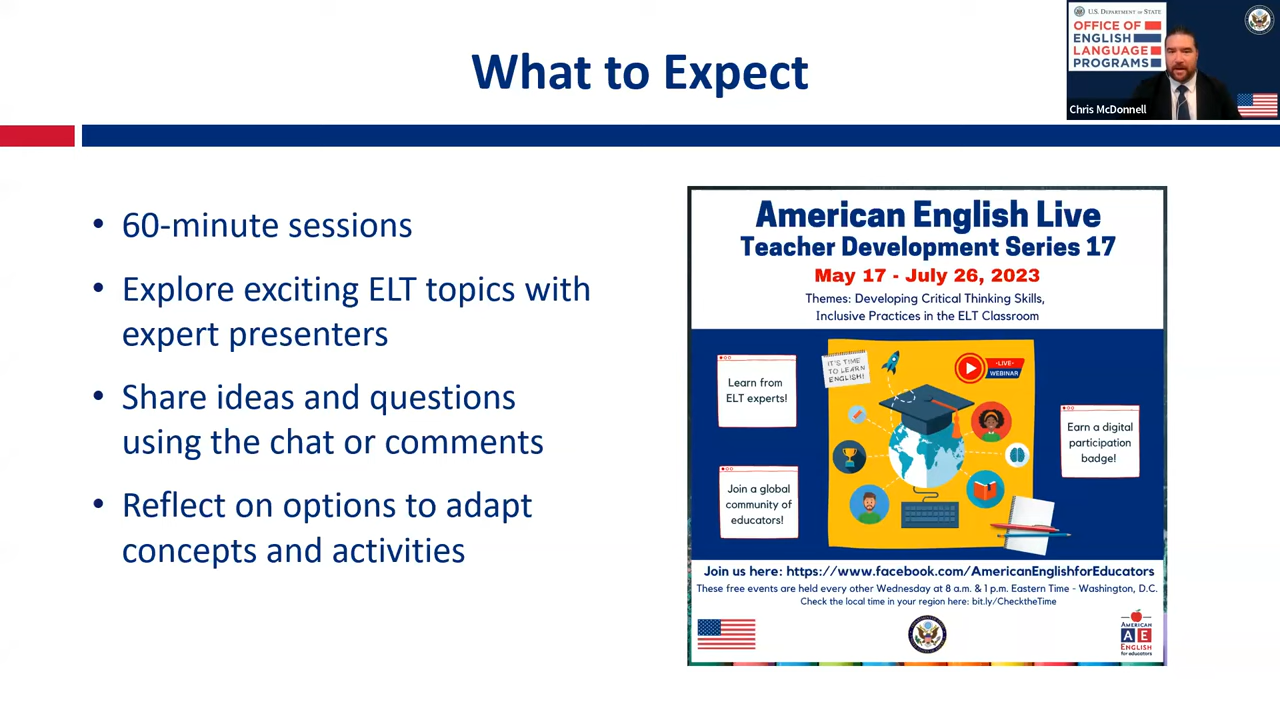 What to Expect
U.S. DEPARTMENT OF STATE
OFFICE OF
ENGLISH
LANGUAGE
PROGRAMS
Chris McDonnell
• 60-minute sessions
• Explore exciting ELT topics with
expert presenters
• Share ideas and questions
using the chat or comments
• Reflect on options to adapt
concepts and activities
American English Live
Teacher Development Series 17
May 17 - July 26, 2023
Themes: Developing Critical Thinking Skills,
Inclusive Practices in the ELT Classroom
Learn from
ELT experts!
IT'S TIME
TO LEARN
ENGLISH!
-LIVE-
WEBINAR
Earn a digital
participation
badge!
Join a global
community of
educators!
Join us here: https://www.facebook.com/AmericanEnglishforEducators
These free events are held every other Wednesday at 8 a.m. & 1 p.m. Eastern Time - Washington, D.C.
Check the local time in your region here: bit.ly/ChecktheTime
AMERICAN
AE
ENGLISH
for educators